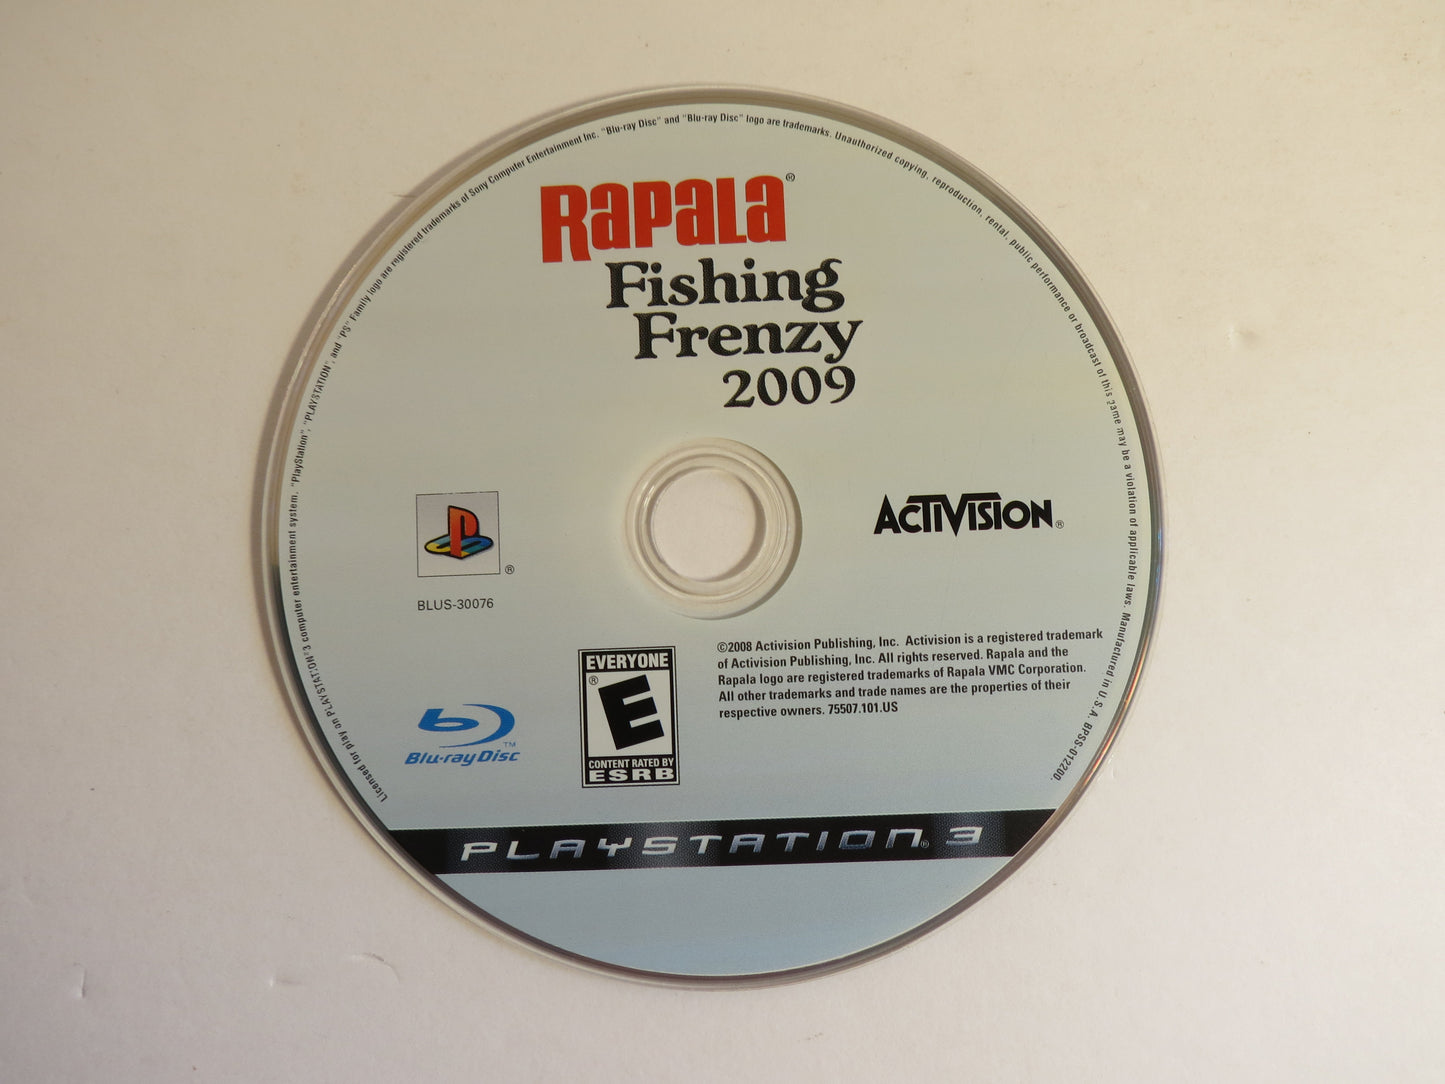 Licensed for play on PLAYSTATION®3 computer entertainment system. "PlayStation", "PLAYSTATION", and "PS" Family logo are registered trademarks of Sony Computer Entertainment Inc. "Blu-ray Disc" and "Blu-ray Disc" logo are trademarks. Unauthorized copying, reproduction, rental, public performance or broadcast of this game may be a violation of applicable laws. Manufactured in U.S.A. BPSS-012200.
RAPALA®
Fishing
Frenzy
2009
®
BLUS-30076
ACTIVISION®
EVERYONE
® E
CONTENT RATED BY
ESRB
©2008 Activision Publishing, Inc. Activision is a registered trademark
of Activision Publishing, Inc. All rights reserved. Rapala and the
Rapala logo are registered trademarks of Rapala VMC Corporation.
All other trademarks and trade names are the properties of their
respective owners. 75507.101.US
Blu-ray Disc™
PLAYSTATION® 3